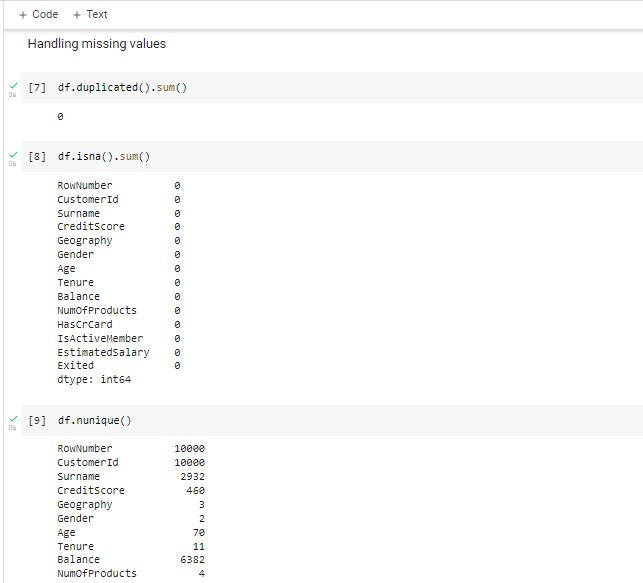 + Code + Text
Handling missing values
[7] df.duplicated().sum()
0s
0
[8] df.isna().sum()
0s
RowNumber 0
CustomerId 0
Surname 0
CreditScore 0
Geography 0
Gender 0
Age 0
Tenure 0
Balance 0
NumOfProducts 0
HasCrCard 0
IsActiveMember 0
EstimatedSalary 0
Exited 0
dtype: int64
[9] df.nunique()
0s
RowNumber 10000
CustomerId 10000
Surname 2932
CreditScore 460
Geography 3
Gender 2
Age 70
Tenure 11
Balance 6382
NumOfProducts 4